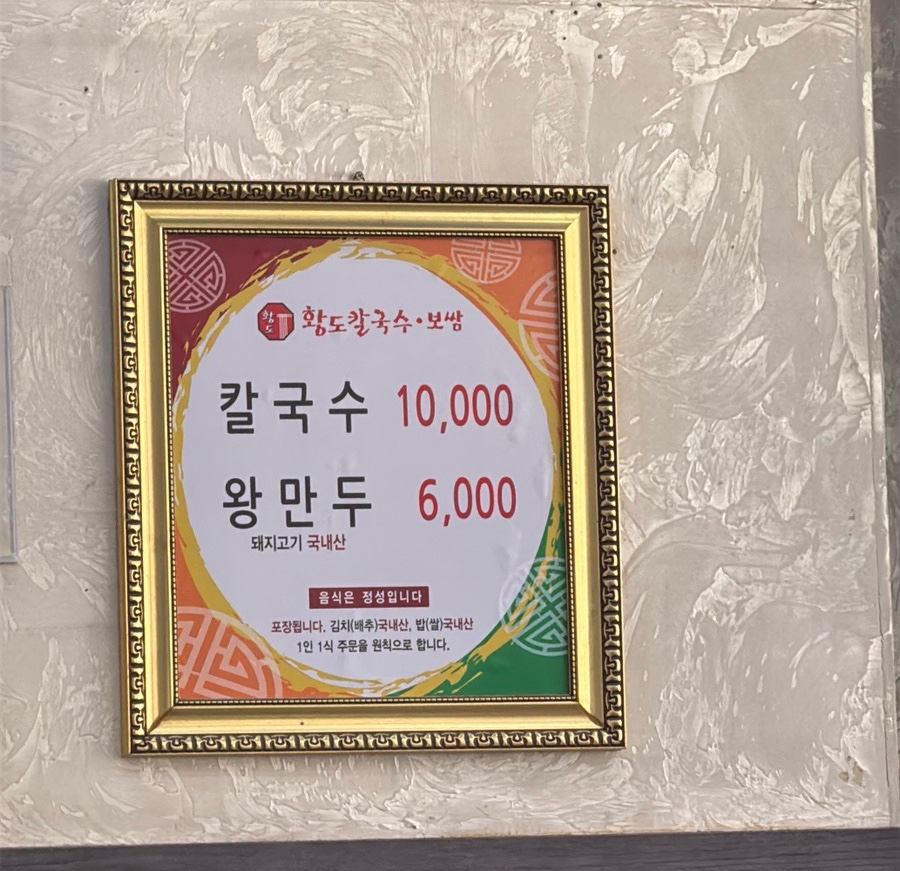 황도 황도칼국수·보쌈
칼국수 10,000
왕만두 6,000
돼지고기 국내산
음식은 정성입니다
포장됩니다. 김치(배추)국내산, 밥(쌀)국내산
1인 1식 주문을 원칙으로 합니다.